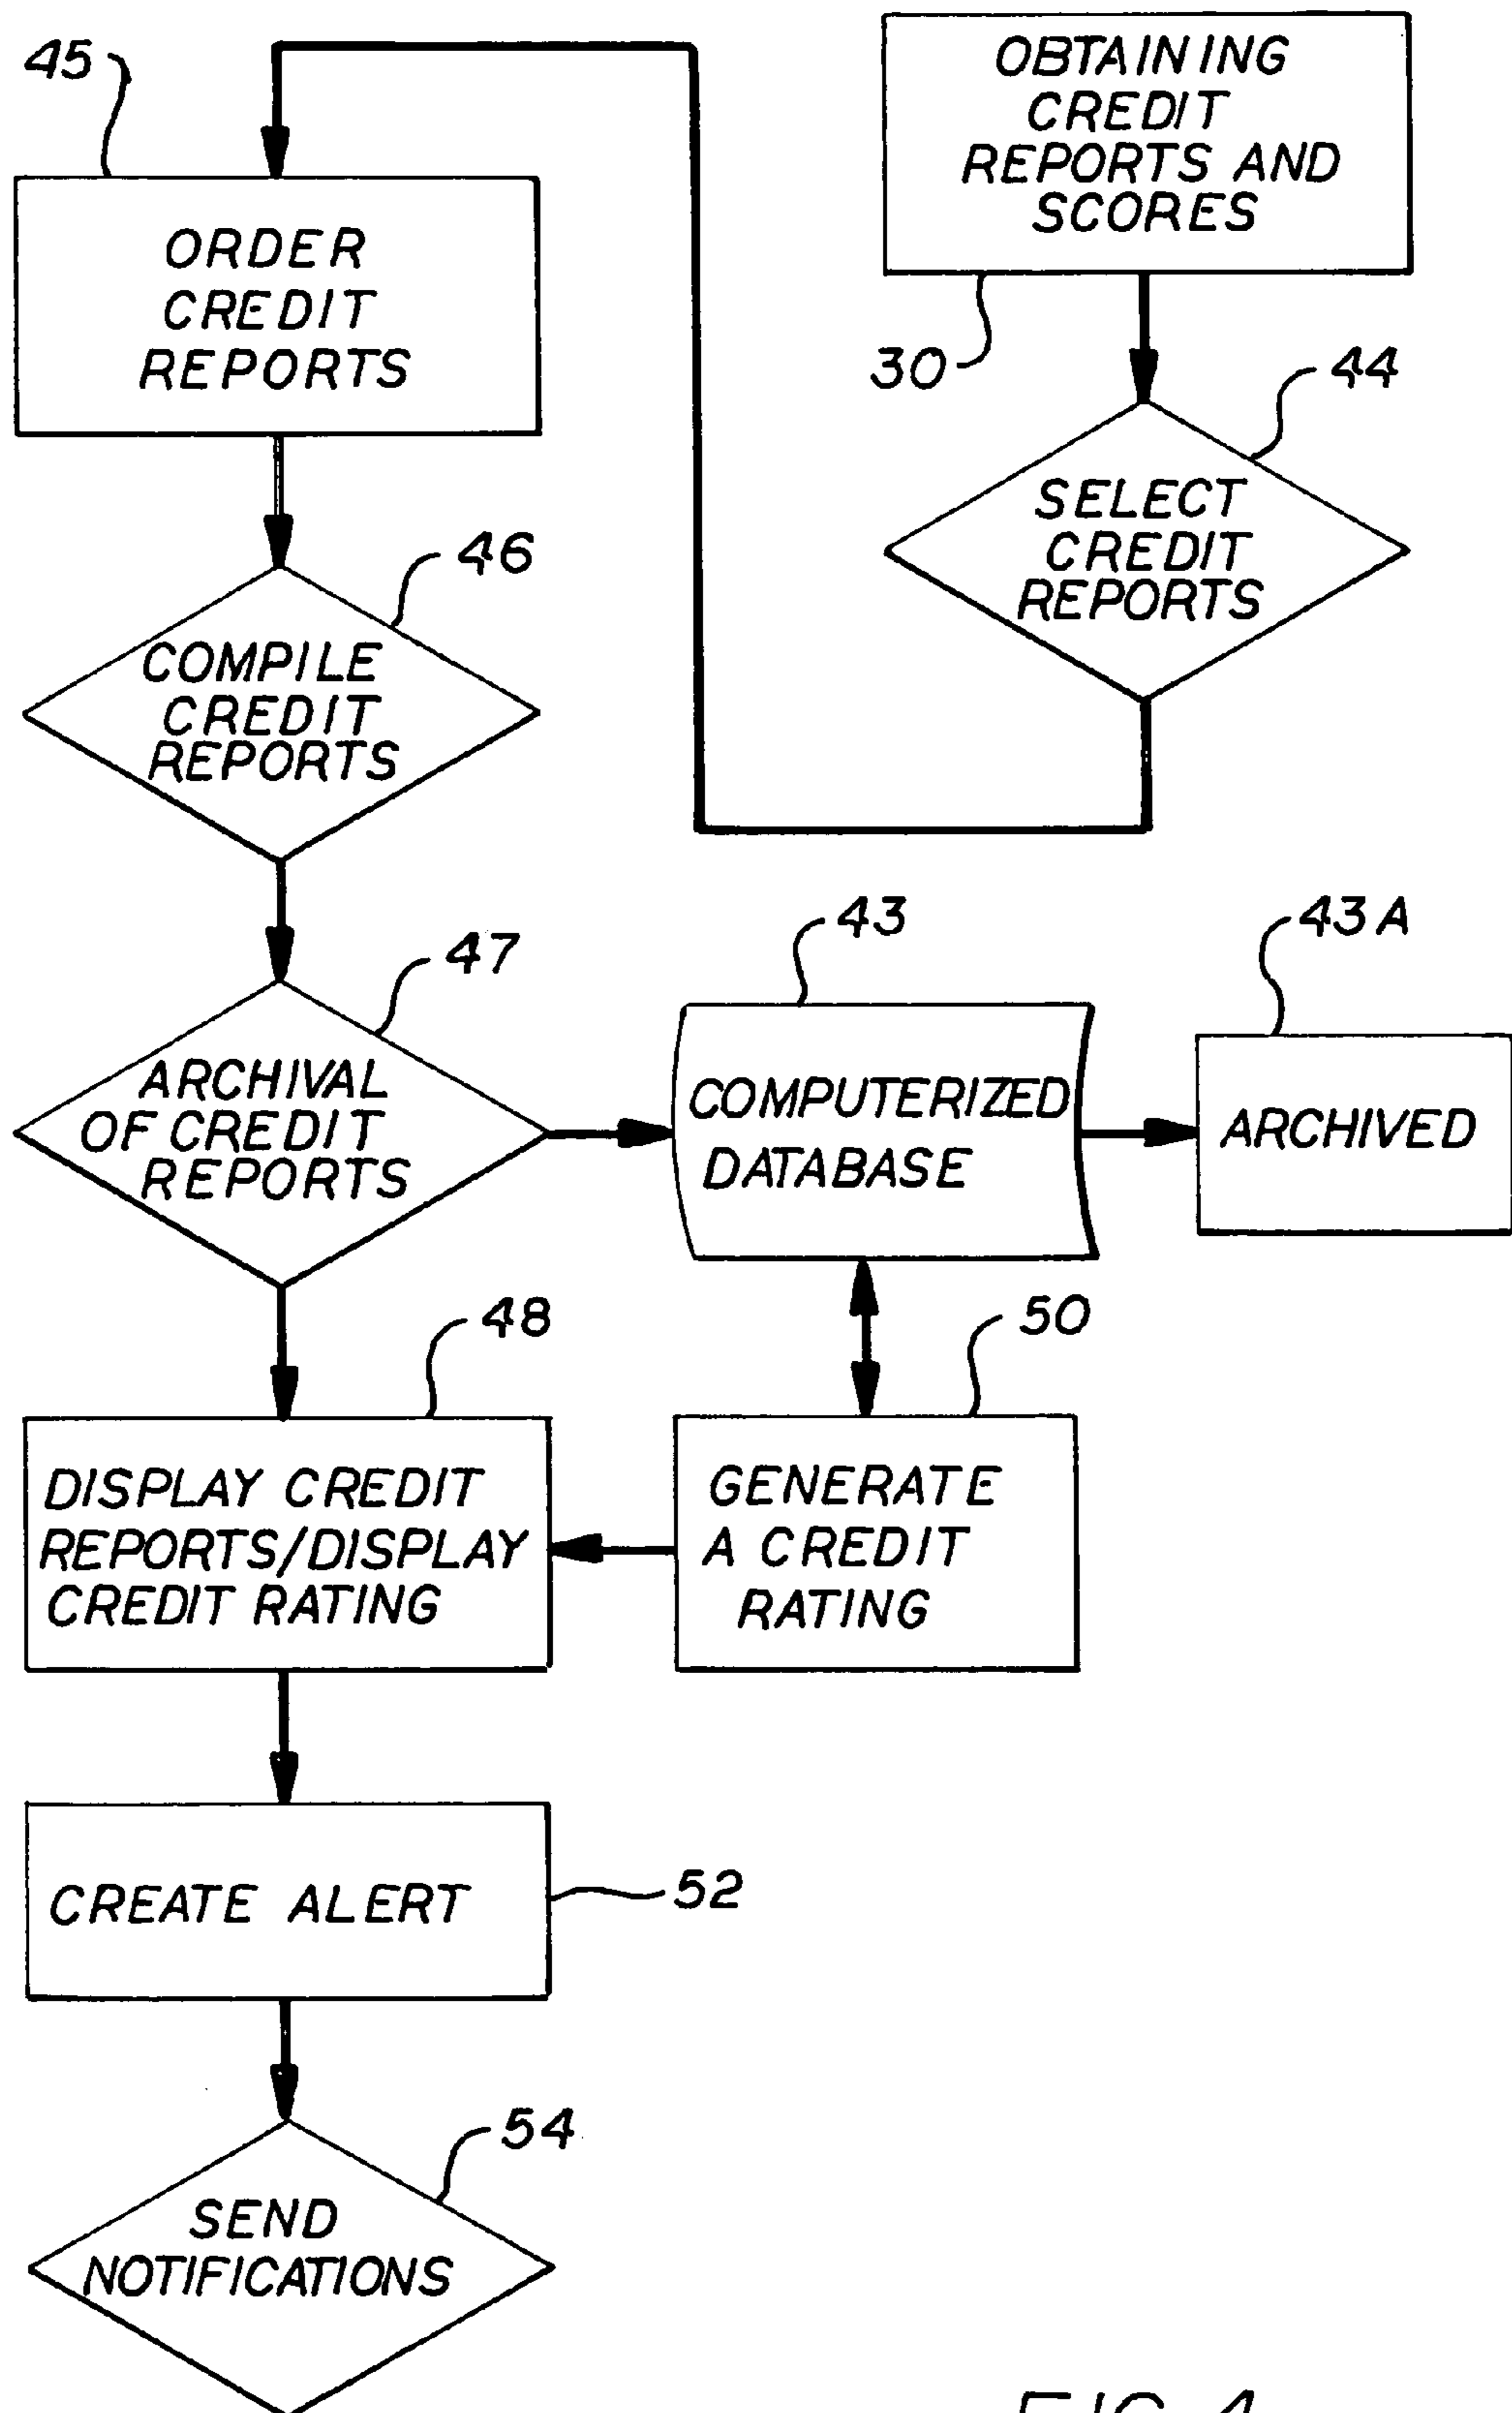 45
OBTAINING
CREDIT
REPORTS AND
SCORES
30
44
SELECT
CREDIT
REPORTS
ORDER
CREDIT
REPORTS
46
COMPILE
CREDIT
REPORTS
47
ARCHIVAL
OF CREDIT
REPORTS
43
COMPUTERIZED
DATABASE
43A
ARCHIVED
48
DISPLAY CREDIT
REPORTS/DISPLAY
CREDIT RATING
50
GENERATE
A CREDIT
RATING
CREATE ALERT
52
54
SEND
NOTIFICATIONS